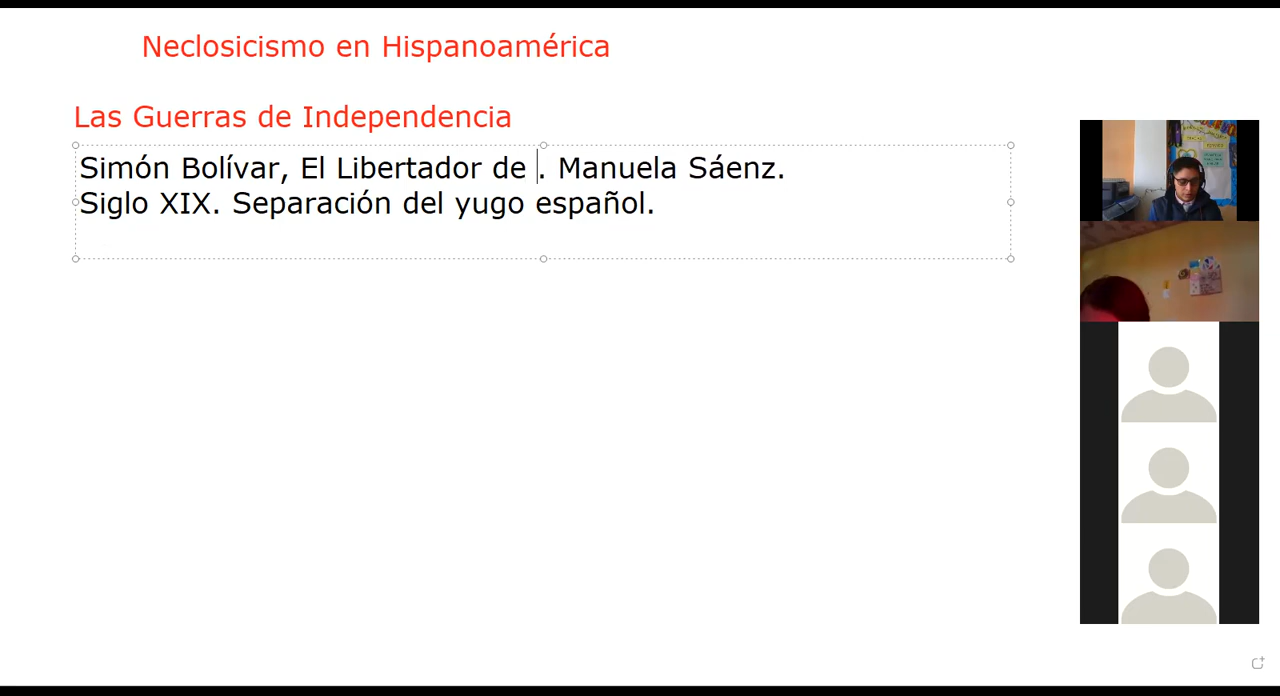 Neclosicismo en Hispanoamérica
Las Guerras de Independencia
Simón Bolívar, El Libertador de . Manuela Sáenz.
Siglo XIX. Separación del yugo español.